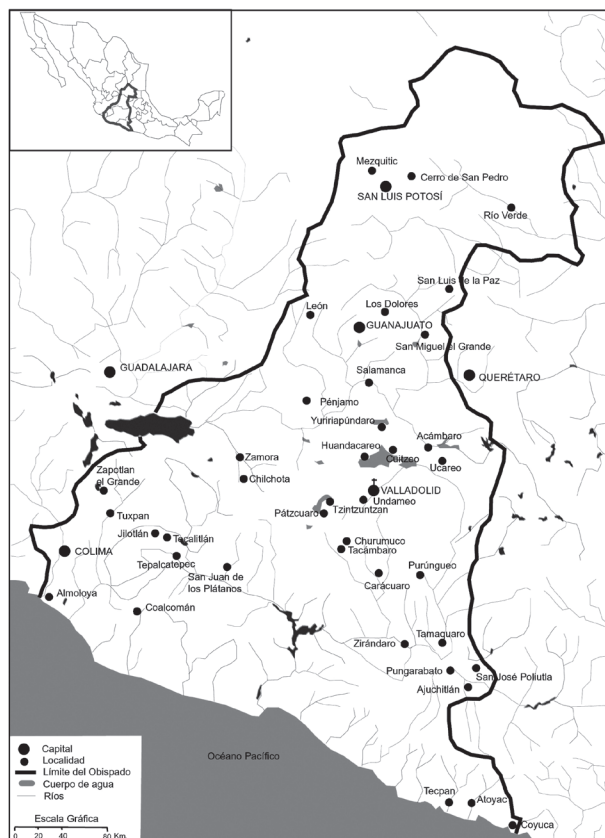 Mezquitic
Cerro de San Pedro
SAN LUIS POTOSÍ
Río Verde
San Luis de la Paz
León
Los Dolores
GUANAJUATO
San Miguel el Grande
GUADALAJARA
Salamanca
QUERÉTARO
Pénjamo
Yuririapúndaro
Huandacareo
Acámbaro
Cuitzeo
Zamora
Ucareo
Zapotlan
el Grande
Chilchota
VALLADOLID
Undameo
Tzintzuntzan
Pátzcuaro
Tuxpan
Jilotlán
Tecalitlán
Churumuco
Tacámbaro
COLIMA
Tepalcatepec
San Juan de
los Plátanos
Carácuaro
Purúngueo
Almoloya
Coalcomán
Zirándaro
Tamaquaro
Pungarabato
San José Poliutla
Ajuchitlán
Océano Pacífico
Tecpan
Atoyac
Coyuca
Capital
Localidad
Límite del Obispado
Cuerpo de agua
Ríos
Escala Gráfica
0 20 40 80 Km.